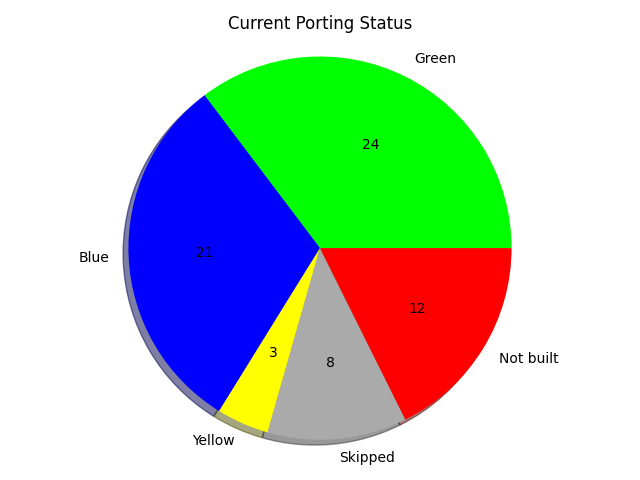 Current Porting Status
Green
24
Blue
21
3
Yellow
8
Skipped
12
Not built